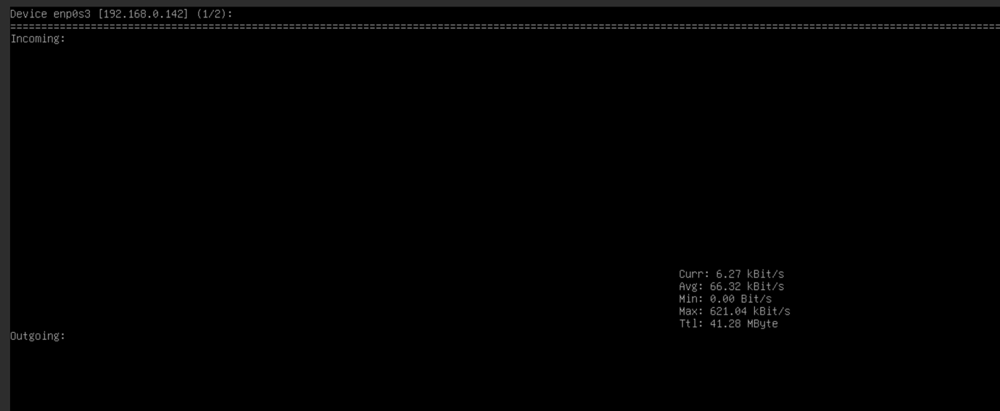 Device enp0s3 [192.168.0.142] (1/2):
================================================================================================================================================================
Incoming:
Curr: 6.27 kBit/s
Avg: 66.32 kBit/s
Min: 0.00 Bit/s
Max: 621.04 kBit/s
Ttl: 41.28 MByte
Outgoing: